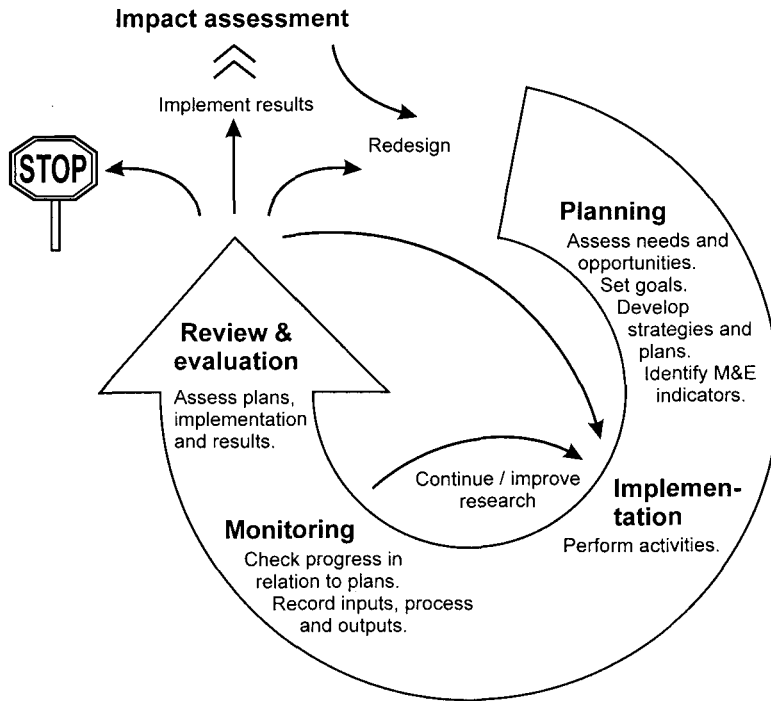 Impact assessment
Implement results
Redesign
STOP
Planning
Assess needs and
opportunities.
Set goals.
Develop
strategies and
plans.
Identify M&E
indicators.
Review &
evaluation
Assess plans,
implementation
and results.
Continue / improve
research
Implemen-
tation
Perform activities.
Monitoring
Check progress in
relation to plans.
Record inputs, process
and outputs.